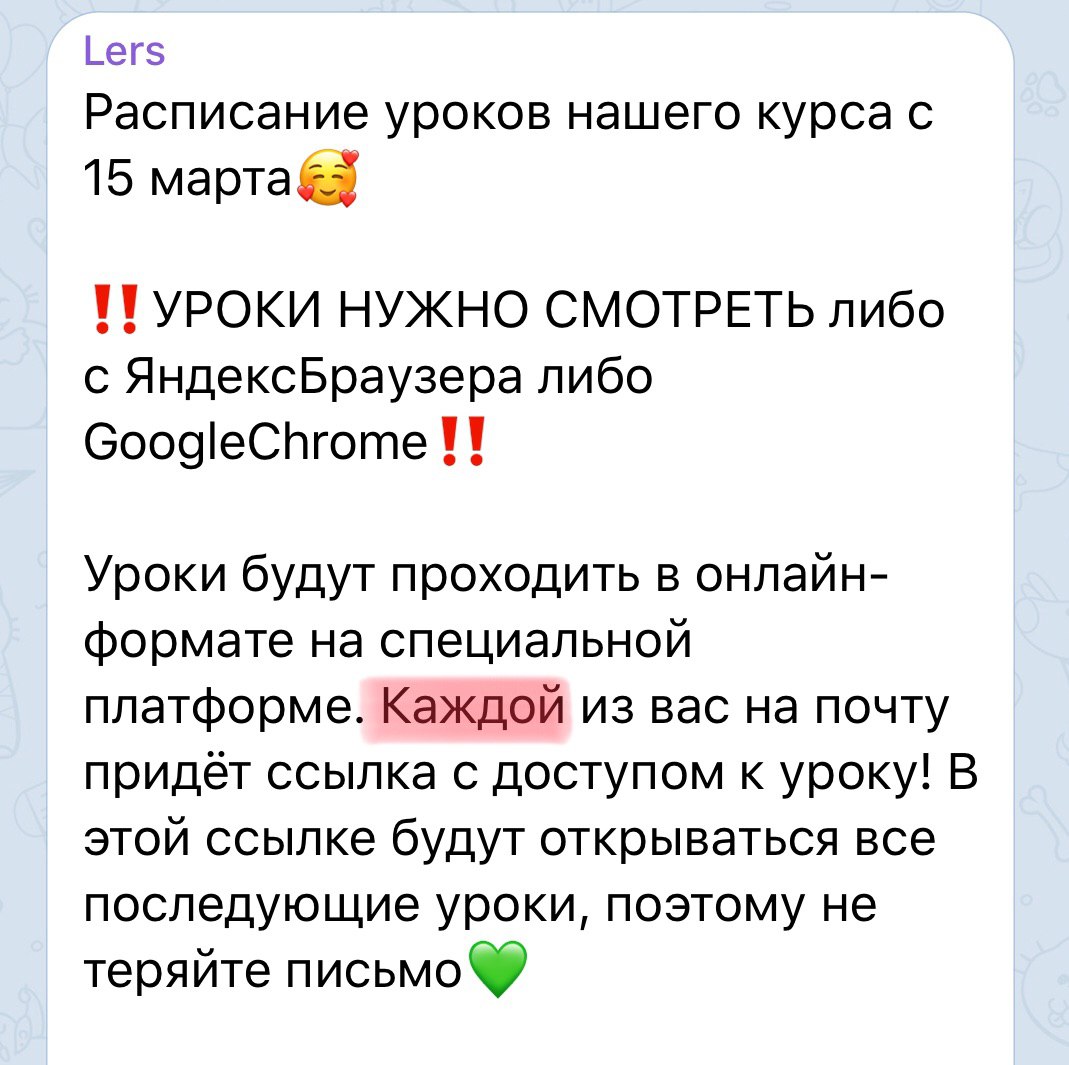 Lers
Расписание уроков нашего курса с
15 марта🥰
‼️УРОКИ НУЖНО СМОТРЕТЬ либо
с ЯндексБраузера либо
GoogleChrome‼️
Уроки будут проходить в онлайн-
формате на специальной
платформе. Каждой из вас на почту
придёт ссылка с доступом к уроку! В
этой ссылке будут открываться все
последующие уроки, поэтому не
теряйте письмо💚